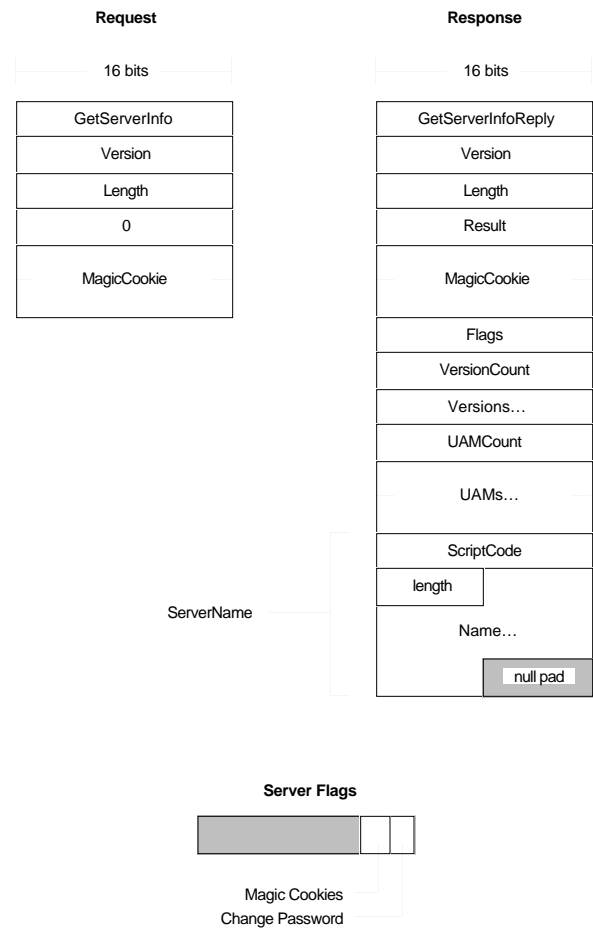 Request
16 bits
GetServerInfo
Version
Length
0
MagicCookie
Response
16 bits
GetServerInfoReply
Version
Length
Result
MagicCookie
Flags
VersionCount
Versions…
UAMCount
UAMs…
ScriptCode
length
Name…
null pad
ServerName
Server Flags
Magic Cookies
Change Password